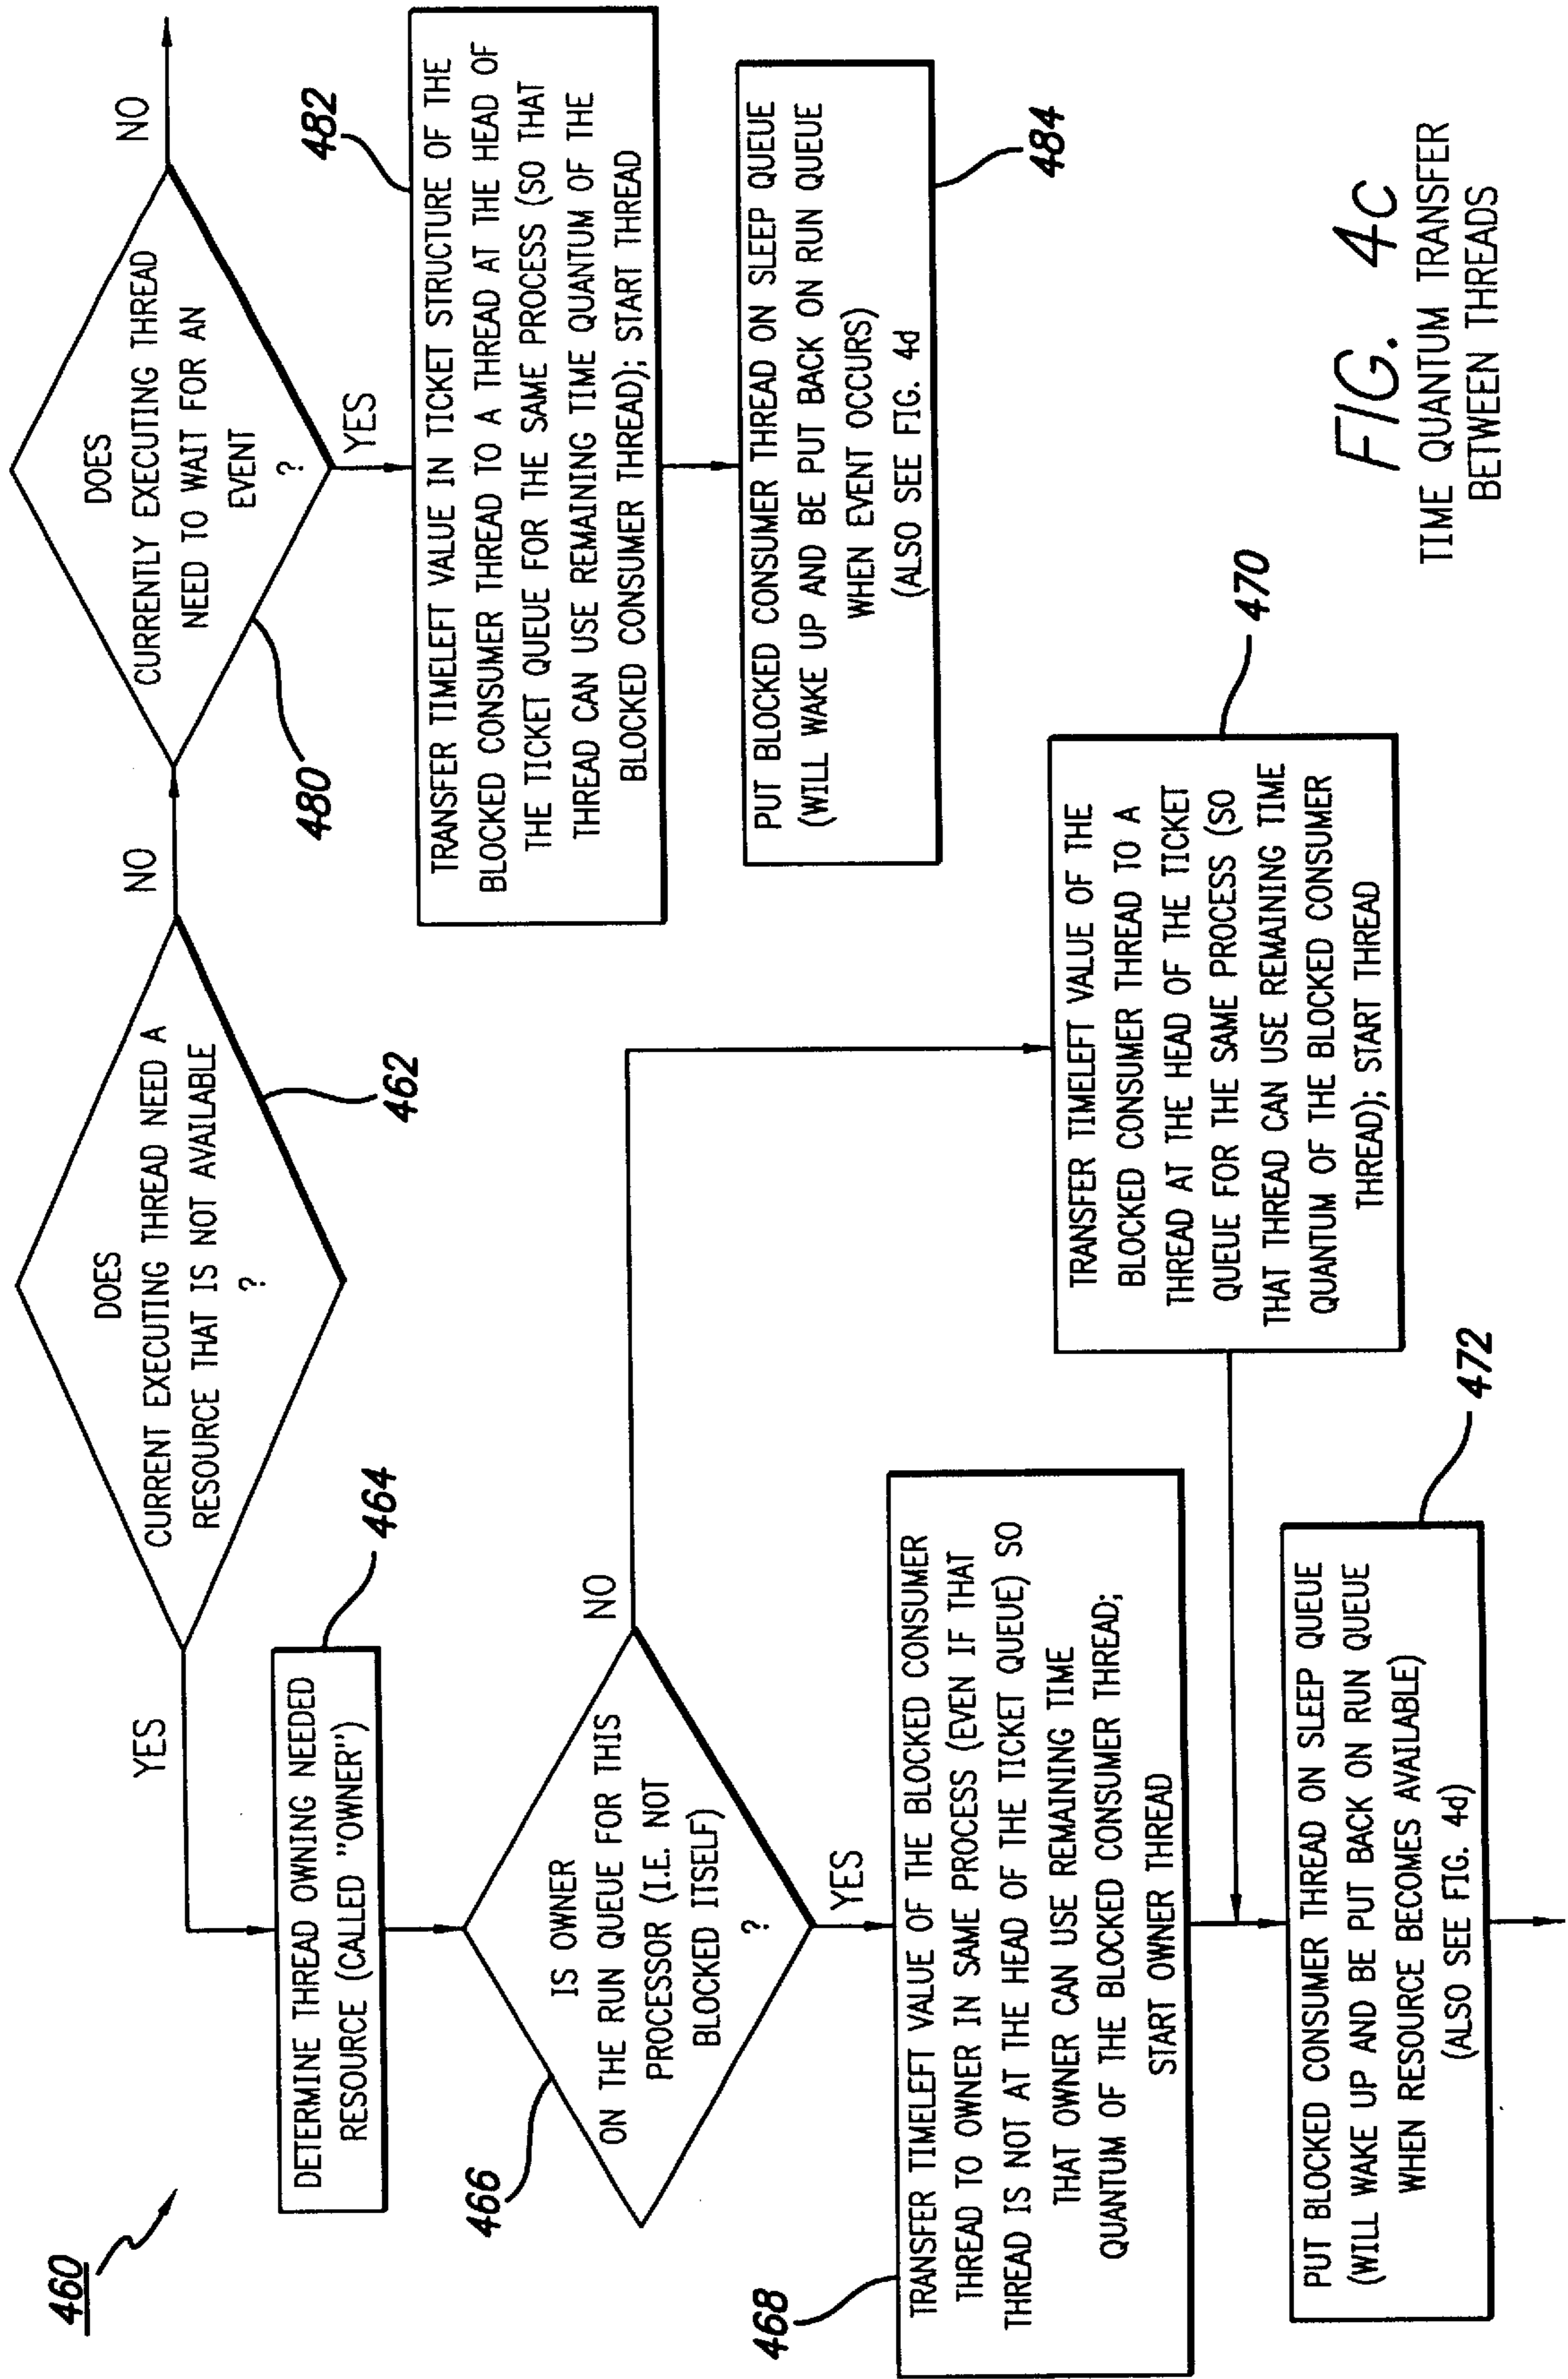 460
DOES
CURRENT EXECUTING THREAD NEED A
RESOURCE THAT IS NOT AVAILABLE
?
462
YES
NO
DOES
CURRENTLY EXECUTING THREAD
NEED TO WAIT FOR AN
EVENT
?
480
NO
YES
DETERMINE THREAD OWNING NEEDED
RESOURCE (CALLED "OWNER")
464
IS OWNER
ON THE RUN QUEUE FOR THIS
PROCESSOR (I.E. NOT
BLOCKED ITSELF)
?
466
NO
YES
TRANSFER TIMELEFT VALUE IN TICKET STRUCTURE OF THE
BLOCKED CONSUMER THREAD TO A THREAD AT THE HEAD OF
THE TICKET QUEUE FOR THE SAME PROCESS (SO THAT
THREAD CAN USE REMAINING TIME QUANTUM OF THE
BLOCKED CONSUMER THREAD); START THREAD
482
PUT BLOCKED CONSUMER THREAD ON SLEEP QUEUE
(WILL WAKE UP AND BE PUT BACK ON RUN QUEUE
WHEN EVENT OCCURS)
(ALSO SEE FIG. 4d
484
TRANSFER TIMELEFT VALUE OF THE BLOCKED CONSUMER
THREAD TO OWNER IN SAME PROCESS (EVEN IF THAT
THREAD IS NOT AT THE HEAD OF THE TICKET QUEUE) SO
THAT OWNER CAN USE REMAINING TIME
QUANTUM OF THE BLOCKED CONSUMER THREAD;
START OWNER THREAD
468
TRANSFER TIMELEFT VALUE OF THE
BLOCKED CONSUMER THREAD TO A
THREAD AT THE HEAD OF THE TICKET
QUEUE FOR THE SAME PROCESS (SO
THAT THREAD CAN USE REMAINING TIME
QUANTUM OF THE BLOCKED CONSUMER
THREAD); START THREAD
470
PUT BLOCKED CONSUMER THREAD ON SLEEP QUEUE
(WILL WAKE UP AND BE PUT BACK ON RUN QUEUE
WHEN RESOURCE BECOMES AVAILABLE)
(ALSO SEE FIG. 4d)
472
FIG. 4c
TIME QUANTUM TRANSFER
BETWEEN THREADS